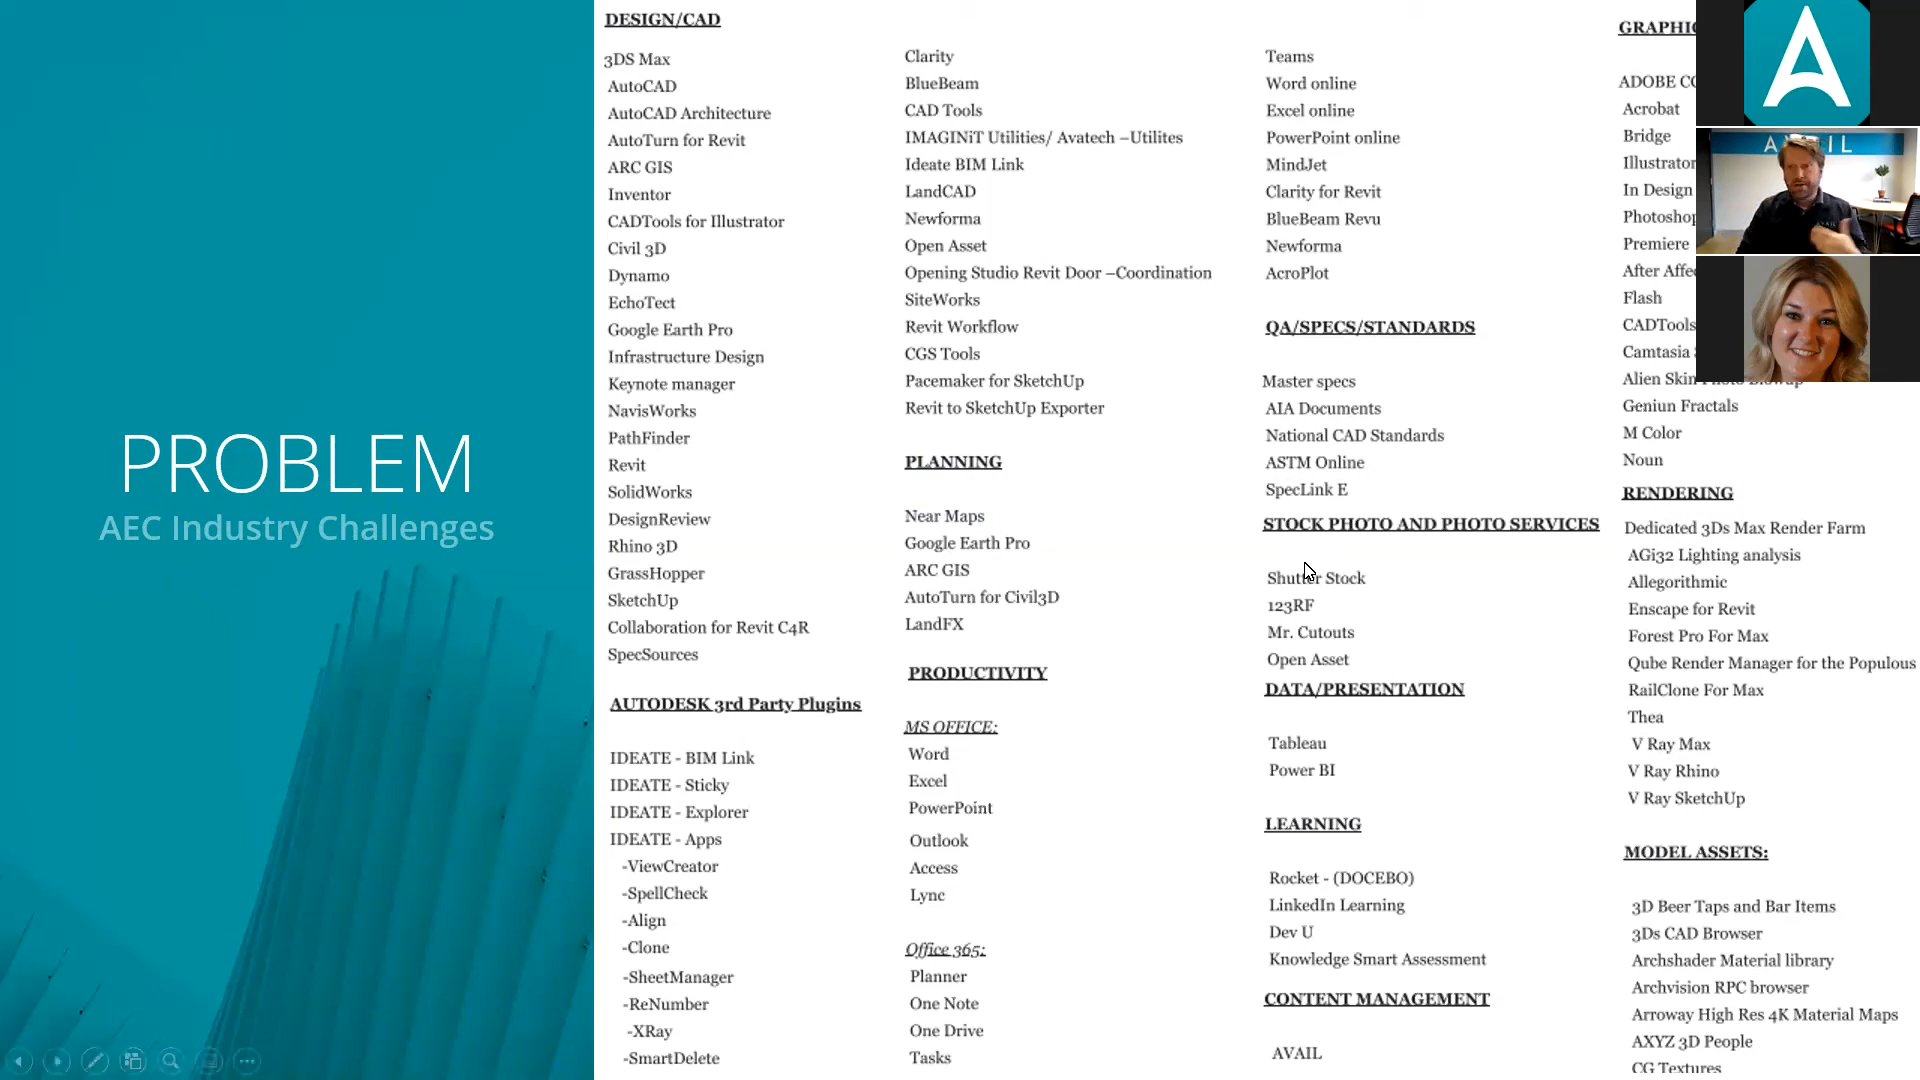 PROBLEM
AEC Industry Challenges
DESIGN/CAD
3DS Max
AutoCAD
AutoCAD Architecture
AutoTurn for Revit
ARC GIS
Inventor
CADTools for Illustrator
Civil 3D
Dynamo
EchoTect
Google Earth Pro
Infrastructure Design
Keynote manager
NavisWorks
PathFinder
Revit
SolidWorks
DesignReview
Rhino 3D
GrassHopper
SketchUp
Collaboration for Revit C4R
SpecSources
AUTODESK 3rd Party Plugins
IDEATE - BIM Link
IDEATE - Sticky
IDEATE - Explorer
IDEATE - Apps
-ViewCreator
-SpellCheck
-Align
-Clone
-SheetManager
-ReNumber
-XRay
-SmartDelete
Clarity
BlueBeam
CAD Tools
IMAGINiT Utilities/ Avatech –Utilites
Ideate BIM Link
LandCAD
Newforma
Open Asset
Opening Studio Revit Door –Coordination
SiteWorks
Revit Workflow
CGS Tools
Pacemaker for SketchUp
Revit to SketchUp Exporter
PLANNING
Near Maps
Google Earth Pro
ARC GIS
AutoTurn for Civil3D
LandFX
PRODUCTIVITY
MS OFFICE:
Word
Excel
PowerPoint
Outlook
Access
Lync
Office 365:
Planner
One Note
One Drive
Tasks
Teams
Word online
Excel online
PowerPoint online
MindJet
Clarity for Revit
BlueBeam Revu
Newforma
AcroPlot
QA/SPECS/STANDARDS
Master specs
AIA Documents
National CAD Standards
ASTM Online
SpecLink E
STOCK PHOTO AND PHOTO SERVICES
Shutter Stock
123RF
Mr. Cutouts
Open Asset
DATA/PRESENTATION
Tableau
Power BI
LEARNING
Rocket - (DOCEBO)
LinkedIn Learning
Dev U
Knowledge Smart Assessment
CONTENT MANAGEMENT
AVAIL
ADOBE
Acrobat
Bridge
Illustrator
In Design
Photoshop
Premiere
After
Flash
CADTools
Camtasia
Alien Skin
Geniun Fractals
M Color
Noun
RENDERING
Dedicated 3Ds Max Render Farm
AGi32 Lighting analysis
Allegorithmic
Enscape for Revit
Forest Pro For Max
Qube Render Manager for the Populous
RailClone For Max
Thea
V Ray Max
V Ray Rhino
V Ray SketchUp
MODEL ASSETS:
3D Beer Taps and Bar Items
3Ds CAD Browser
Archshader Material library
Archvision RPC browser
Arroway High Res 4K Material Maps
AXYZ 3D People
CG Textures